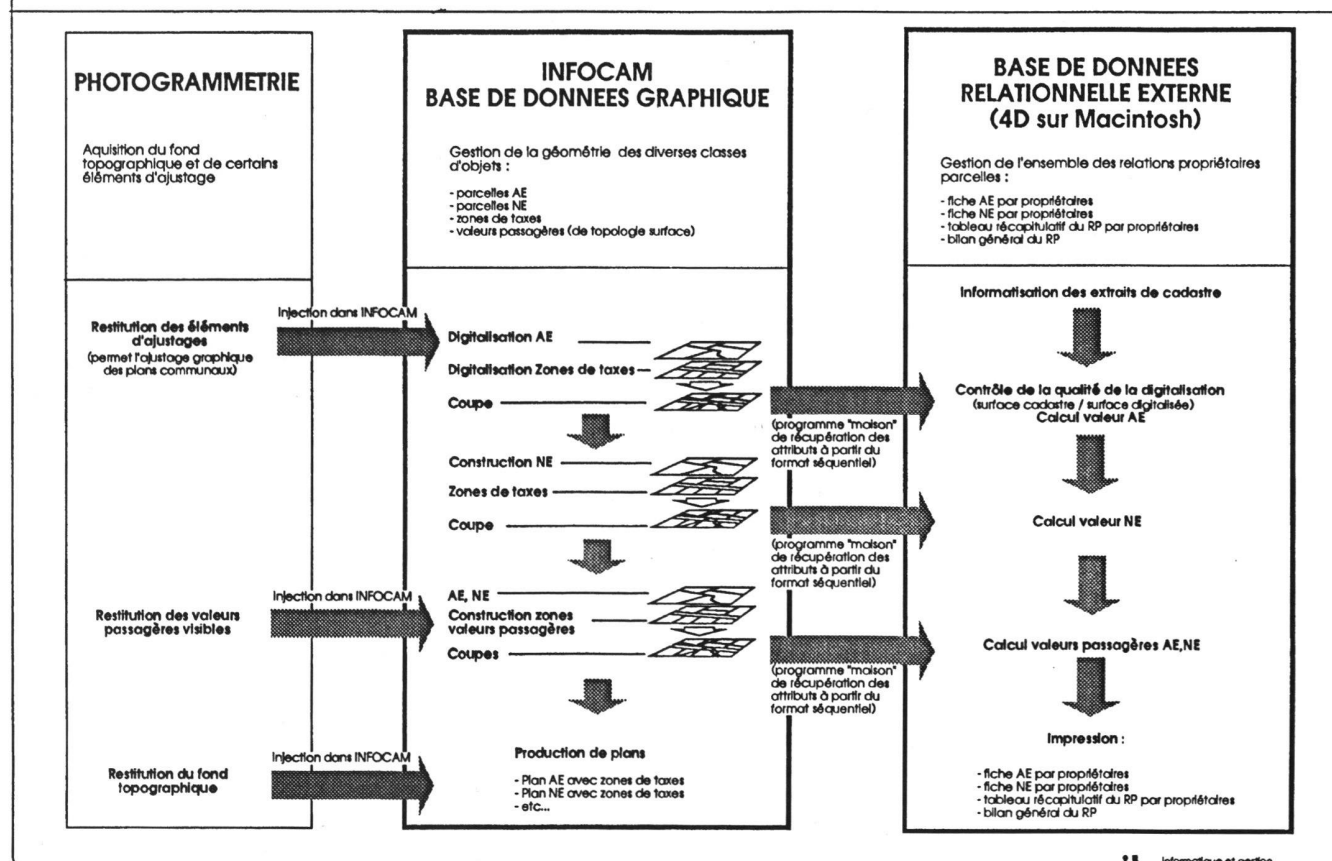 PHOTOGRAMMETRIE
Aquisition du fond
topographique et de certains
éléments d'ajustage
Restitution des éléments
d'ajustages
(permet l'ajustage graphique
des plans communaux)
Restitution des valeurs
passagères visibles
Restitution du fond
topographique
Injection dans INFOCAM
Injection dans INFOCAM
Injection dans INFOCAM
INFOCAM
BASE DE DONNEES GRAPHIQUE
Gestion de la géométrie des diverses classes
d'objets :
- parcelles AE
- parcelles NE
- zones de taxes
- valeurs passagères (de topologie surface)
Digitalisation AE
Digitalisation Zones de taxes
Coupe
Construction NE
Zones de taxes
Coupe
AE, NE
Construction zones
valeurs passagères
Coupes
Production de plans
- Plan AE avec zones de taxes
- Plan NE avec zones de taxes
- etc...
(programme "maison"
de récupération des
attributs à partir du
format séquentiel)
(programme "maison"
de récupération des
attributs à partir du
format séquentiel)
(programme "maison"
de récupération des
attributs à partir du
format séquentiel)
BASE DE DONNEES
RELATIONNELLE EXTERNE
(4D sur Macintosh)
Gestion de l'ensemble des relations propriétaires
parcelles :
- fiche AE par propriétaires
- fiche NE par propriétaires
- tableau récapitulatif du RP par propriétaires
- bilan général du RP
Informatisation des extraits de cadastre
Contrôle de la qualité de la digitalisation
(surface cadastre / surface digitalisée)
Calcul valeur AE
Calcul valeur NE
Calcul valeurs passagères AE,NE
Impression :
- fiche AE par propriétaires
- fiche NE par propriétaires
- tableau récapitulatif du RP par propriétaires
- bilan général du RP
informatique et gestion